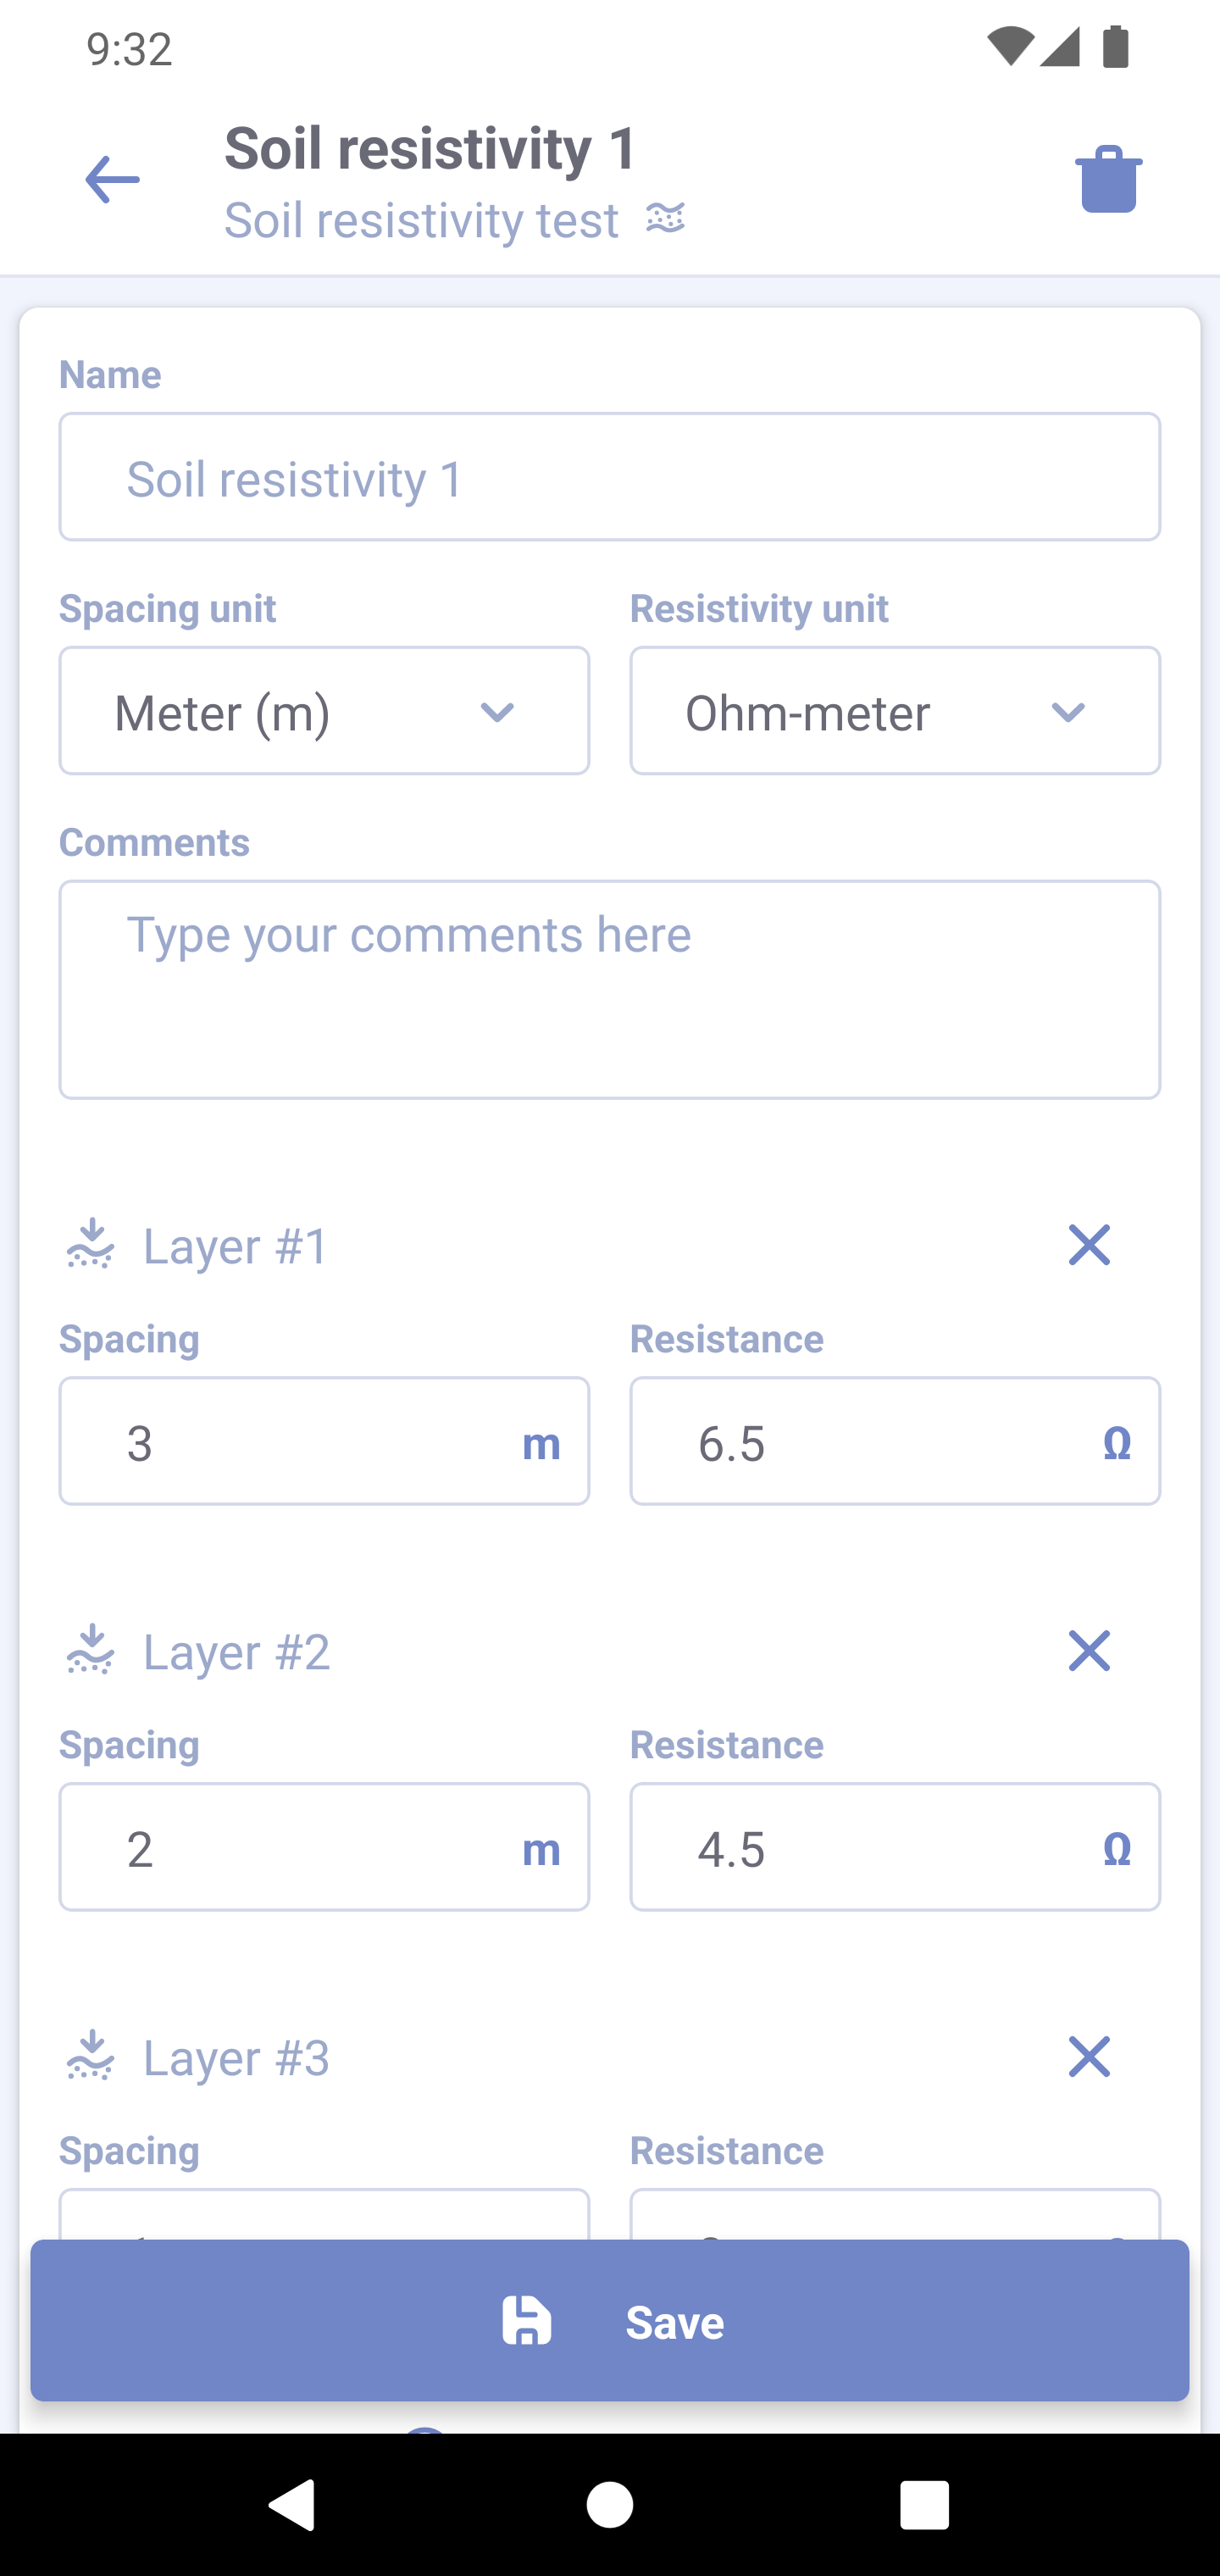 9:32
Soil resistivity 1
Soil resistivity test
Name
Soil resistivity 1
Spacing unit
Resistivity unit
Meter (m)
Ohm-meter
Comments
Type your comments here
Layer #1
Spacing
Resistance
3 m
6.5 Ω
Layer #2
Spacing
Resistance
2 m
4.5 Ω
Layer #3
Spacing
Resistance
Save